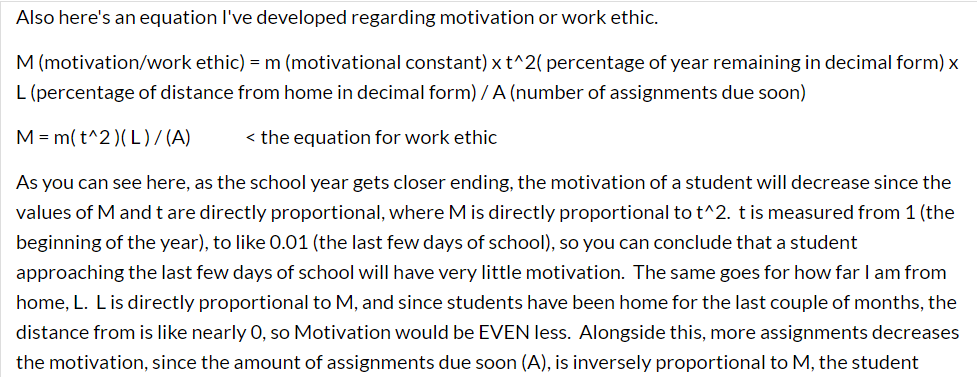 Also here's an equation I've developed regarding motivation or work ethic.
M (motivation/work ethic) = m (motivational constant) x t^2( percentage of year remaining in decimal form) x
L (percentage of distance from home in decimal form) / A (number of assignments due soon)
M = m( t^2 )( L ) / (A) < the equation for work ethic
As you can see here, as the school year gets closer ending, the motivation of a student will decrease since the
values of M and t are directly proportional, where M is directly proportional to t^2. t is measured from 1 (the
beginning of the year), to like 0.01 (the last few days of school), so you can conclude that a student
approaching the last few days of school will have very little motivation. The same goes for how far I am from
home, L. L is directly proportional to M, and since students have been home for the last couple of months, the
distance from is like nearly 0, so Motivation would be EVEN less. Alongside this, more assignments decreases
the motivation, since the amount of assignments due soon (A), is inversely proportional to M, the student